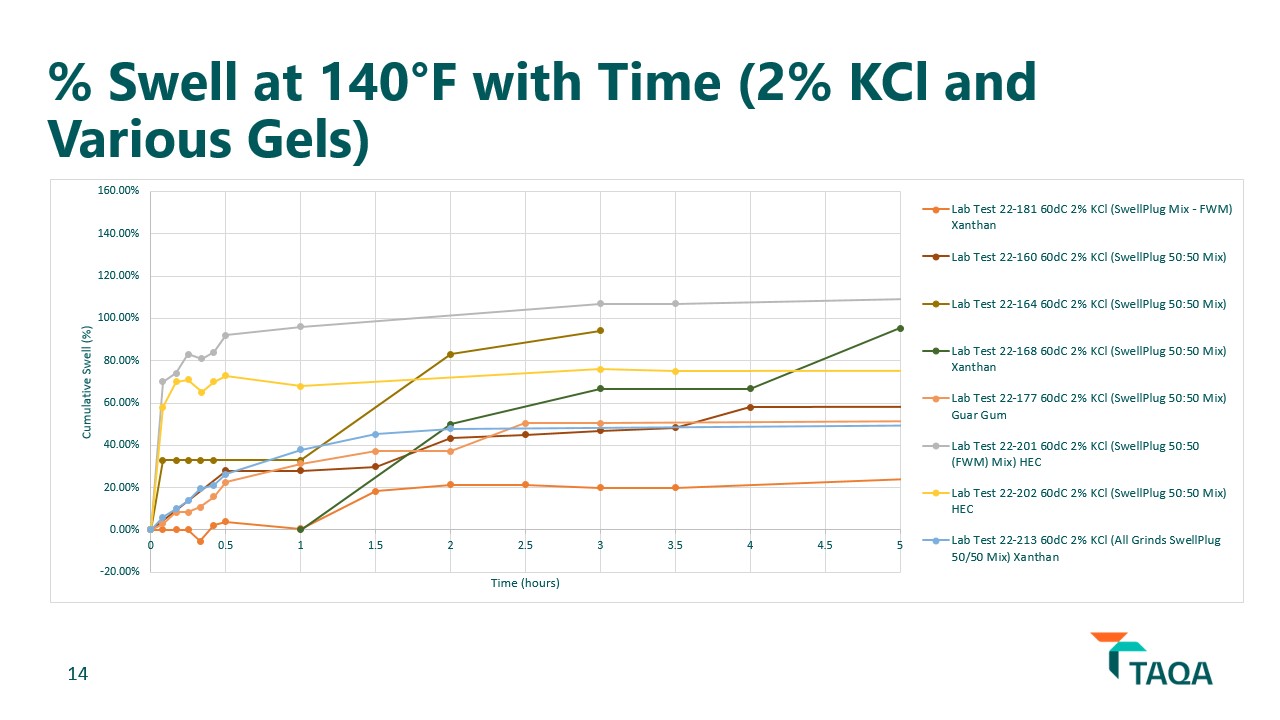 % Swell at 140°F with Time (2% KCl and
Various Gels)
160.00%
140.00%
120.00%
100.00%
80.00%
60.00%
40.00%
20.00%
0.00%
-20.00%
Cumulative Swell (%)
0
0.5
1
1.5
2
2.5
3
3.5
4
4.5
5
Time (hours)
Lab Test 22-181 60dC 2% KCl (SwellPlug Mix - FWM)
Xanthan
Lab Test 22-160 60dC 2% KCl (SwellPlug 50:50 Mix)
Lab Test 22-164 60dC 2% KCl (SwellPlug 50:50 Mix)
Lab Test 22-168 60dC 2% KCl (SwellPlug 50:50 Mix)
Xanthan
Lab Test 22-177 60dC 2% KCl (SwellPlug 50:50 Mix)
Guar Gum
Lab Test 22-201 60dC 2% KCl (SwellPlug 50:50
(FWM) Mix) HEC
Lab Test 22-202 60dC 2% KCl (SwellPlug 50:50 Mix)
HEC
Lab Test 22-213 60dC 2% KCl (All Grinds SwellPlug
50/50 Mix) Xanthan
14
TAQA